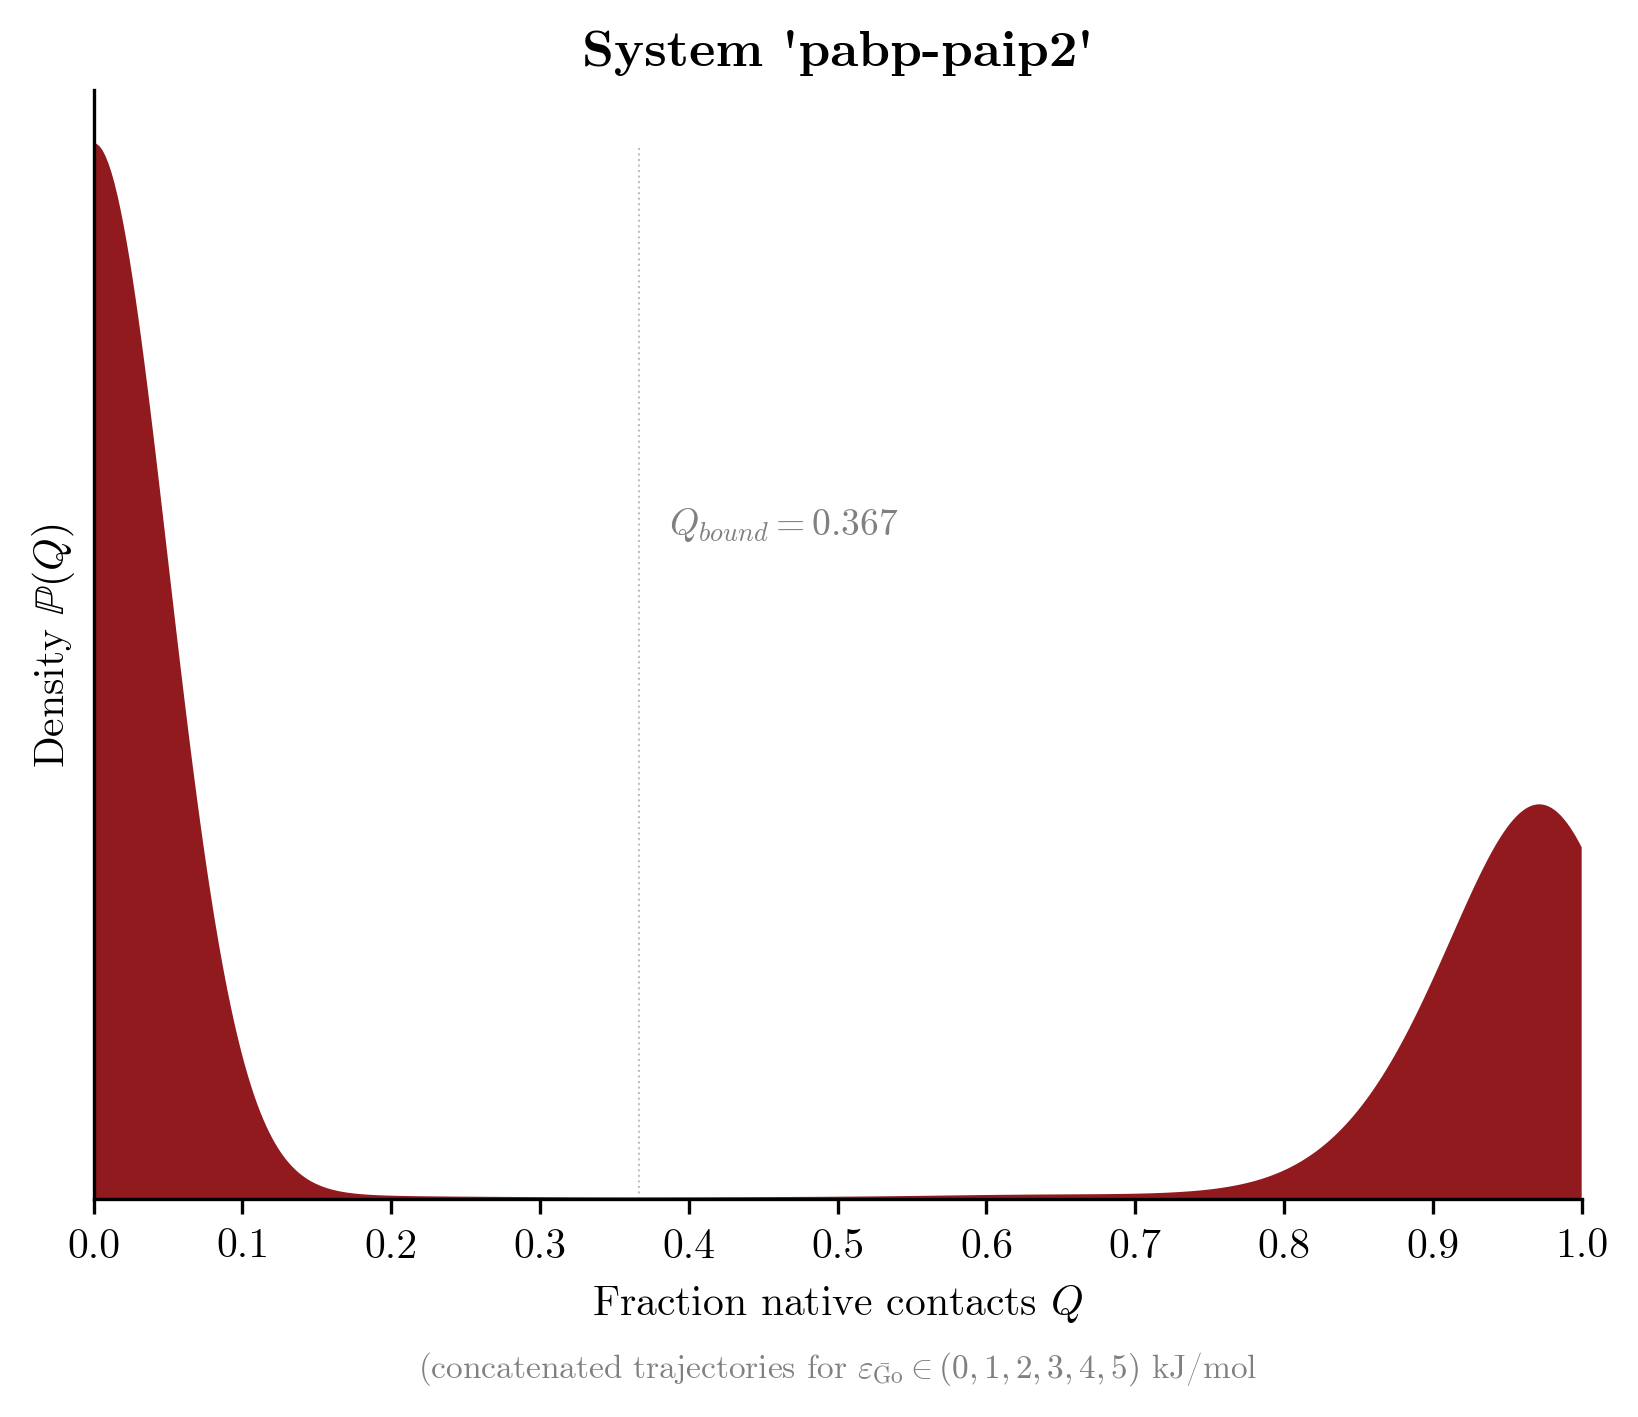 System 'pabp-paip2'
Density ℙ(Q)
Q_bound = 0.367
0.0 0.1 0.2 0.3 0.4 0.5 0.6 0.7 0.8 0.9 1.0
Fraction native contacts Q
(concatenated trajectories for ε_Ḡo ∈ (0, 1, 2, 3, 4, 5) kJ/mol